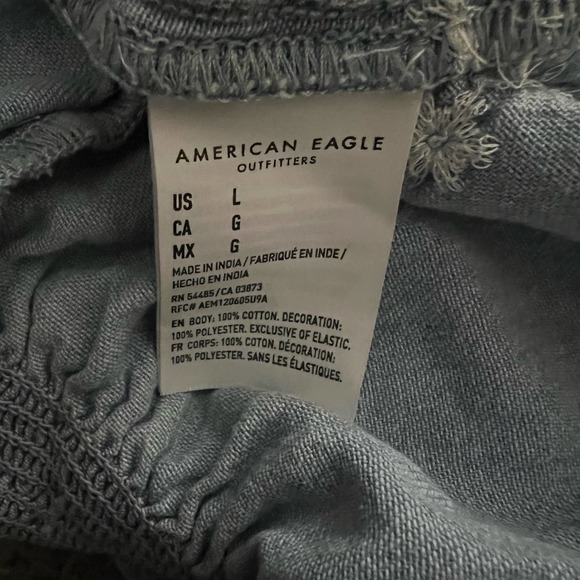 AMERICAN EAGLE
OUTFITTERS
US L
CA G
MX G
MADE IN INDIA / FABRIQUÉ EN INDE /
HECHO EN INDIA
RN 54485 / CA 03873
RFC# AEM120605U9A
EN BODY: 100% COTTON. DECORATION:
100% POLYESTER. EXCLUSIVE OF ELASTIC.
FR CORPS: 100% COTON. DÉCORATION:
100% POLYESTER. SANS LES ÉLASTIQUES.